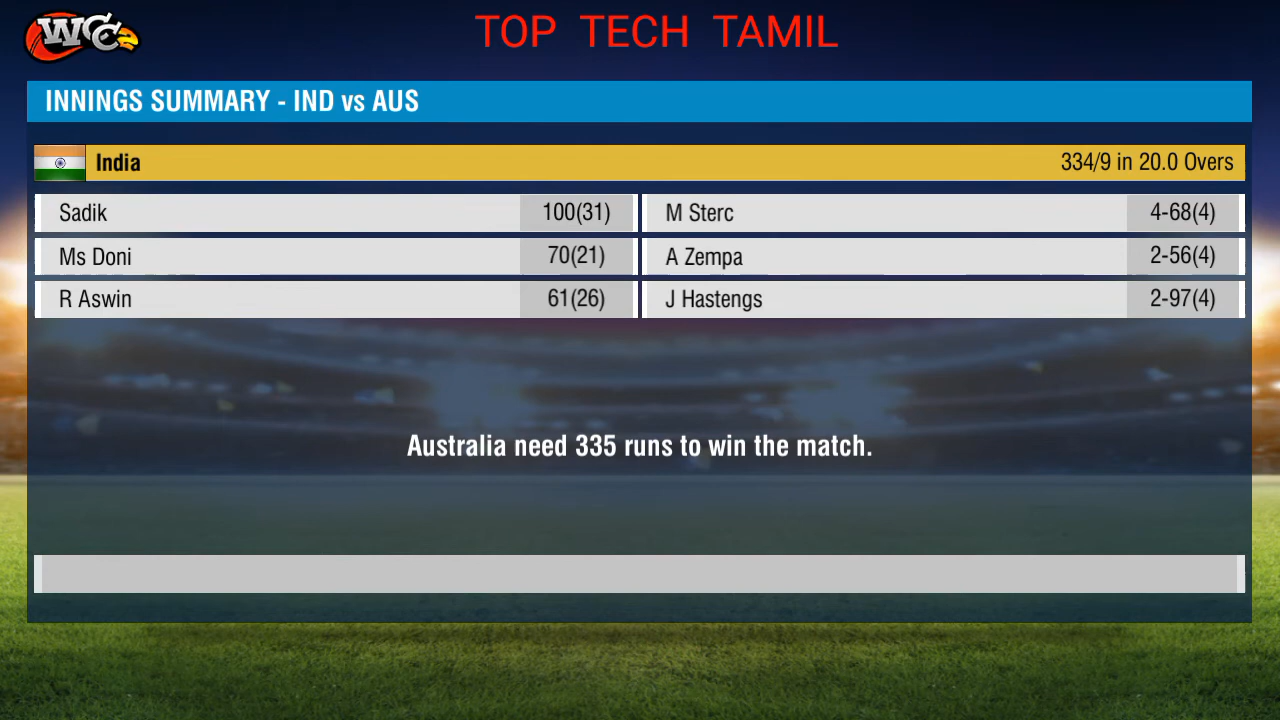 WCC
TOP TECH TAMIL
INNINGS SUMMARY - IND vs AUS
India 334/9 in 20.0 Overs
Sadik 100(31) M Sterc 4-68(4)
Ms Doni 70(21) A Zempa 2-56(4)
R Aswin 61(26) J Hastengs 2-97(4)
Australia need 335 runs to win the match.